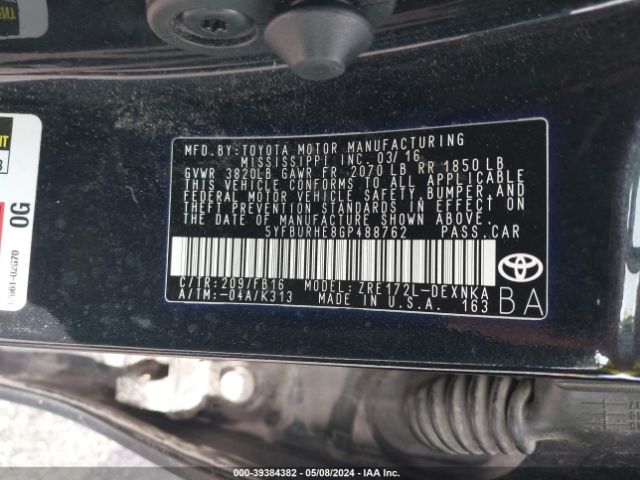 MFD. BY: TOYOTA MOTOR MANUFACTURING
MISSISSIPPI INC. 03/16
GVWR 3820LB GAWR FR 2070 LB RR 1850 LB
THIS VEHICLE CONFORMS TO ALL APPLICABLE
FEDERAL MOTOR VEHICLE SAFETY, BUMPER, AND
THEFT PREVENTION STANDARDS IN EFFECT ON
THE DATE OF MANUFACTURE SHOWN ABOVE.
5YFBURHE8GP488762 PASS.CAR
C/TR: 209/FB16 MODEL: ZRE172L-DEXNKA
A/TM: -04A/K313 MADE IN U.S.A. 163
TOYOTA
BA
0G
000-39384382 / 05/08/2024 - IAA Inc.